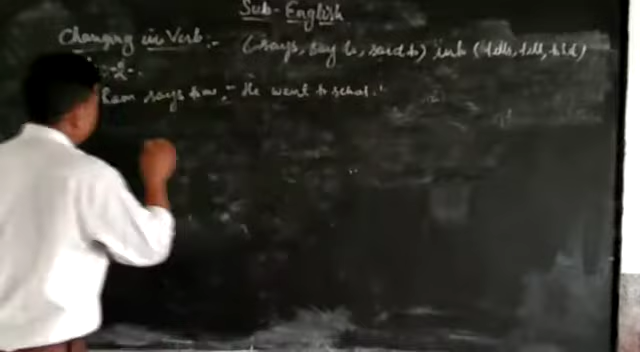 Sub- English
Changing in Verb:- (says, say to, said to) into (tells, tell, told)
Ram says to me, "He went to school."